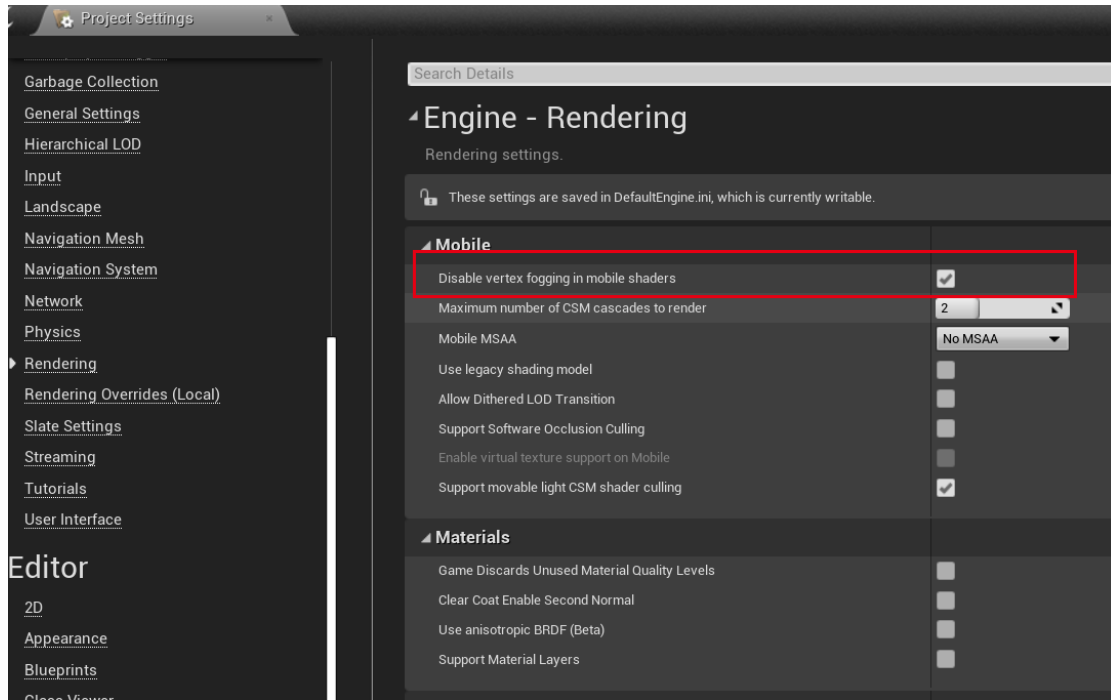 Project Settings
Garbage Collection
General Settings
Hierarchical LOD
Input
Landscape
Navigation Mesh
Navigation System
Network
Physics
Rendering
Rendering Overrides (Local)
Slate Settings
Streaming
Tutorials
User Interface
Editor
2D
Appearance
Blueprints
Class Viewer
Search Details
Engine - Rendering
Rendering settings.
These settings are saved in DefaultEngine.ini, which is currently writable.
Mobile
Disable vertex fogging in mobile shaders
Maximum number of CSM cascades to render 2
Mobile MSAA No MSAA
Use legacy shading model
Allow Dithered LOD Transition
Support Software Occlusion Culling
Enable virtual texture support on Mobile
Support movable light CSM shader culling
Materials
Game Discards Unused Material Quality Levels
Clear Coat Enable Second Normal
Use anisotropic BRDF (Beta)
Support Material Layers